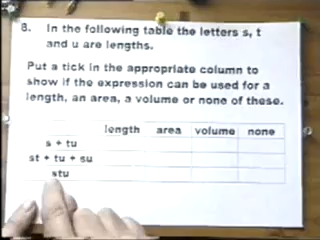 8. In the following table the letters s, t
and u are lengths.
Put a tick in the appropriate column to
show if the expression can be used for a
length, an area, a volume or none of these.
length area volume none
s + tu
st + tu + su
stu